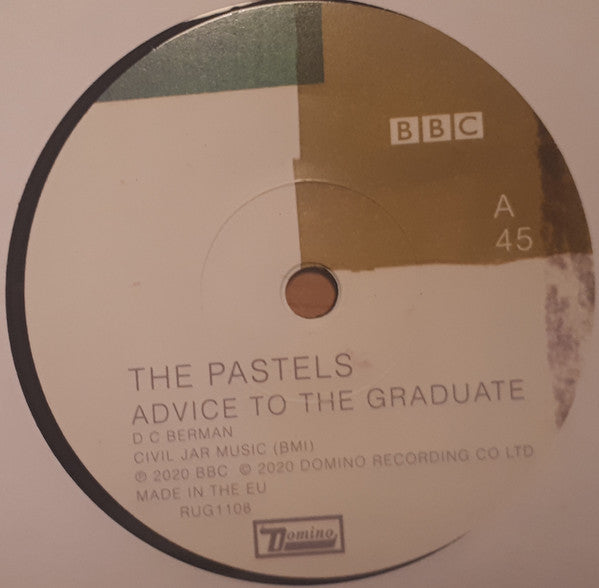 BBC
A
45
THE PASTELS
ADVICE TO THE GRADUATE
D C BERMAN
CIVIL JAR MUSIC (BMI)
℗ 2020 BBC © 2020 DOMINO RECORDING CO LTD
MADE IN THE EU
RUG1108
Domino